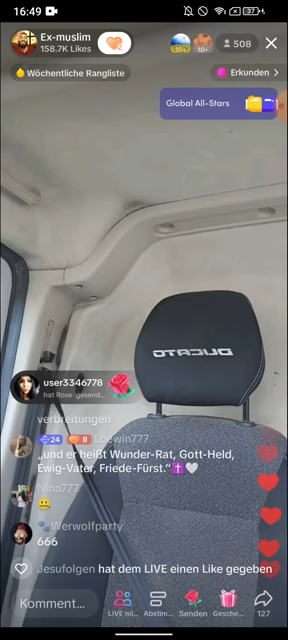 16:49
37
Ex-muslim
158.7K Likes
10+
10+
508
Wöchentliche Rangliste
Erkunden
Global All-Stars
DUCATO
user3346778
hat Rose gesend...
verbreitungen
24 II Loewin777
„und er heißt Wunder-Rat, Gott-Held,
Ewig-Vater, Friede-Fürst.“✝️🤍
Nina777
🤐
🐾Werwolfparty
666
Jesufolgen hat dem LIVE einen Like gegeben
Komment...
LIVE mi...
Abstim...
Senden
Gesche...
127